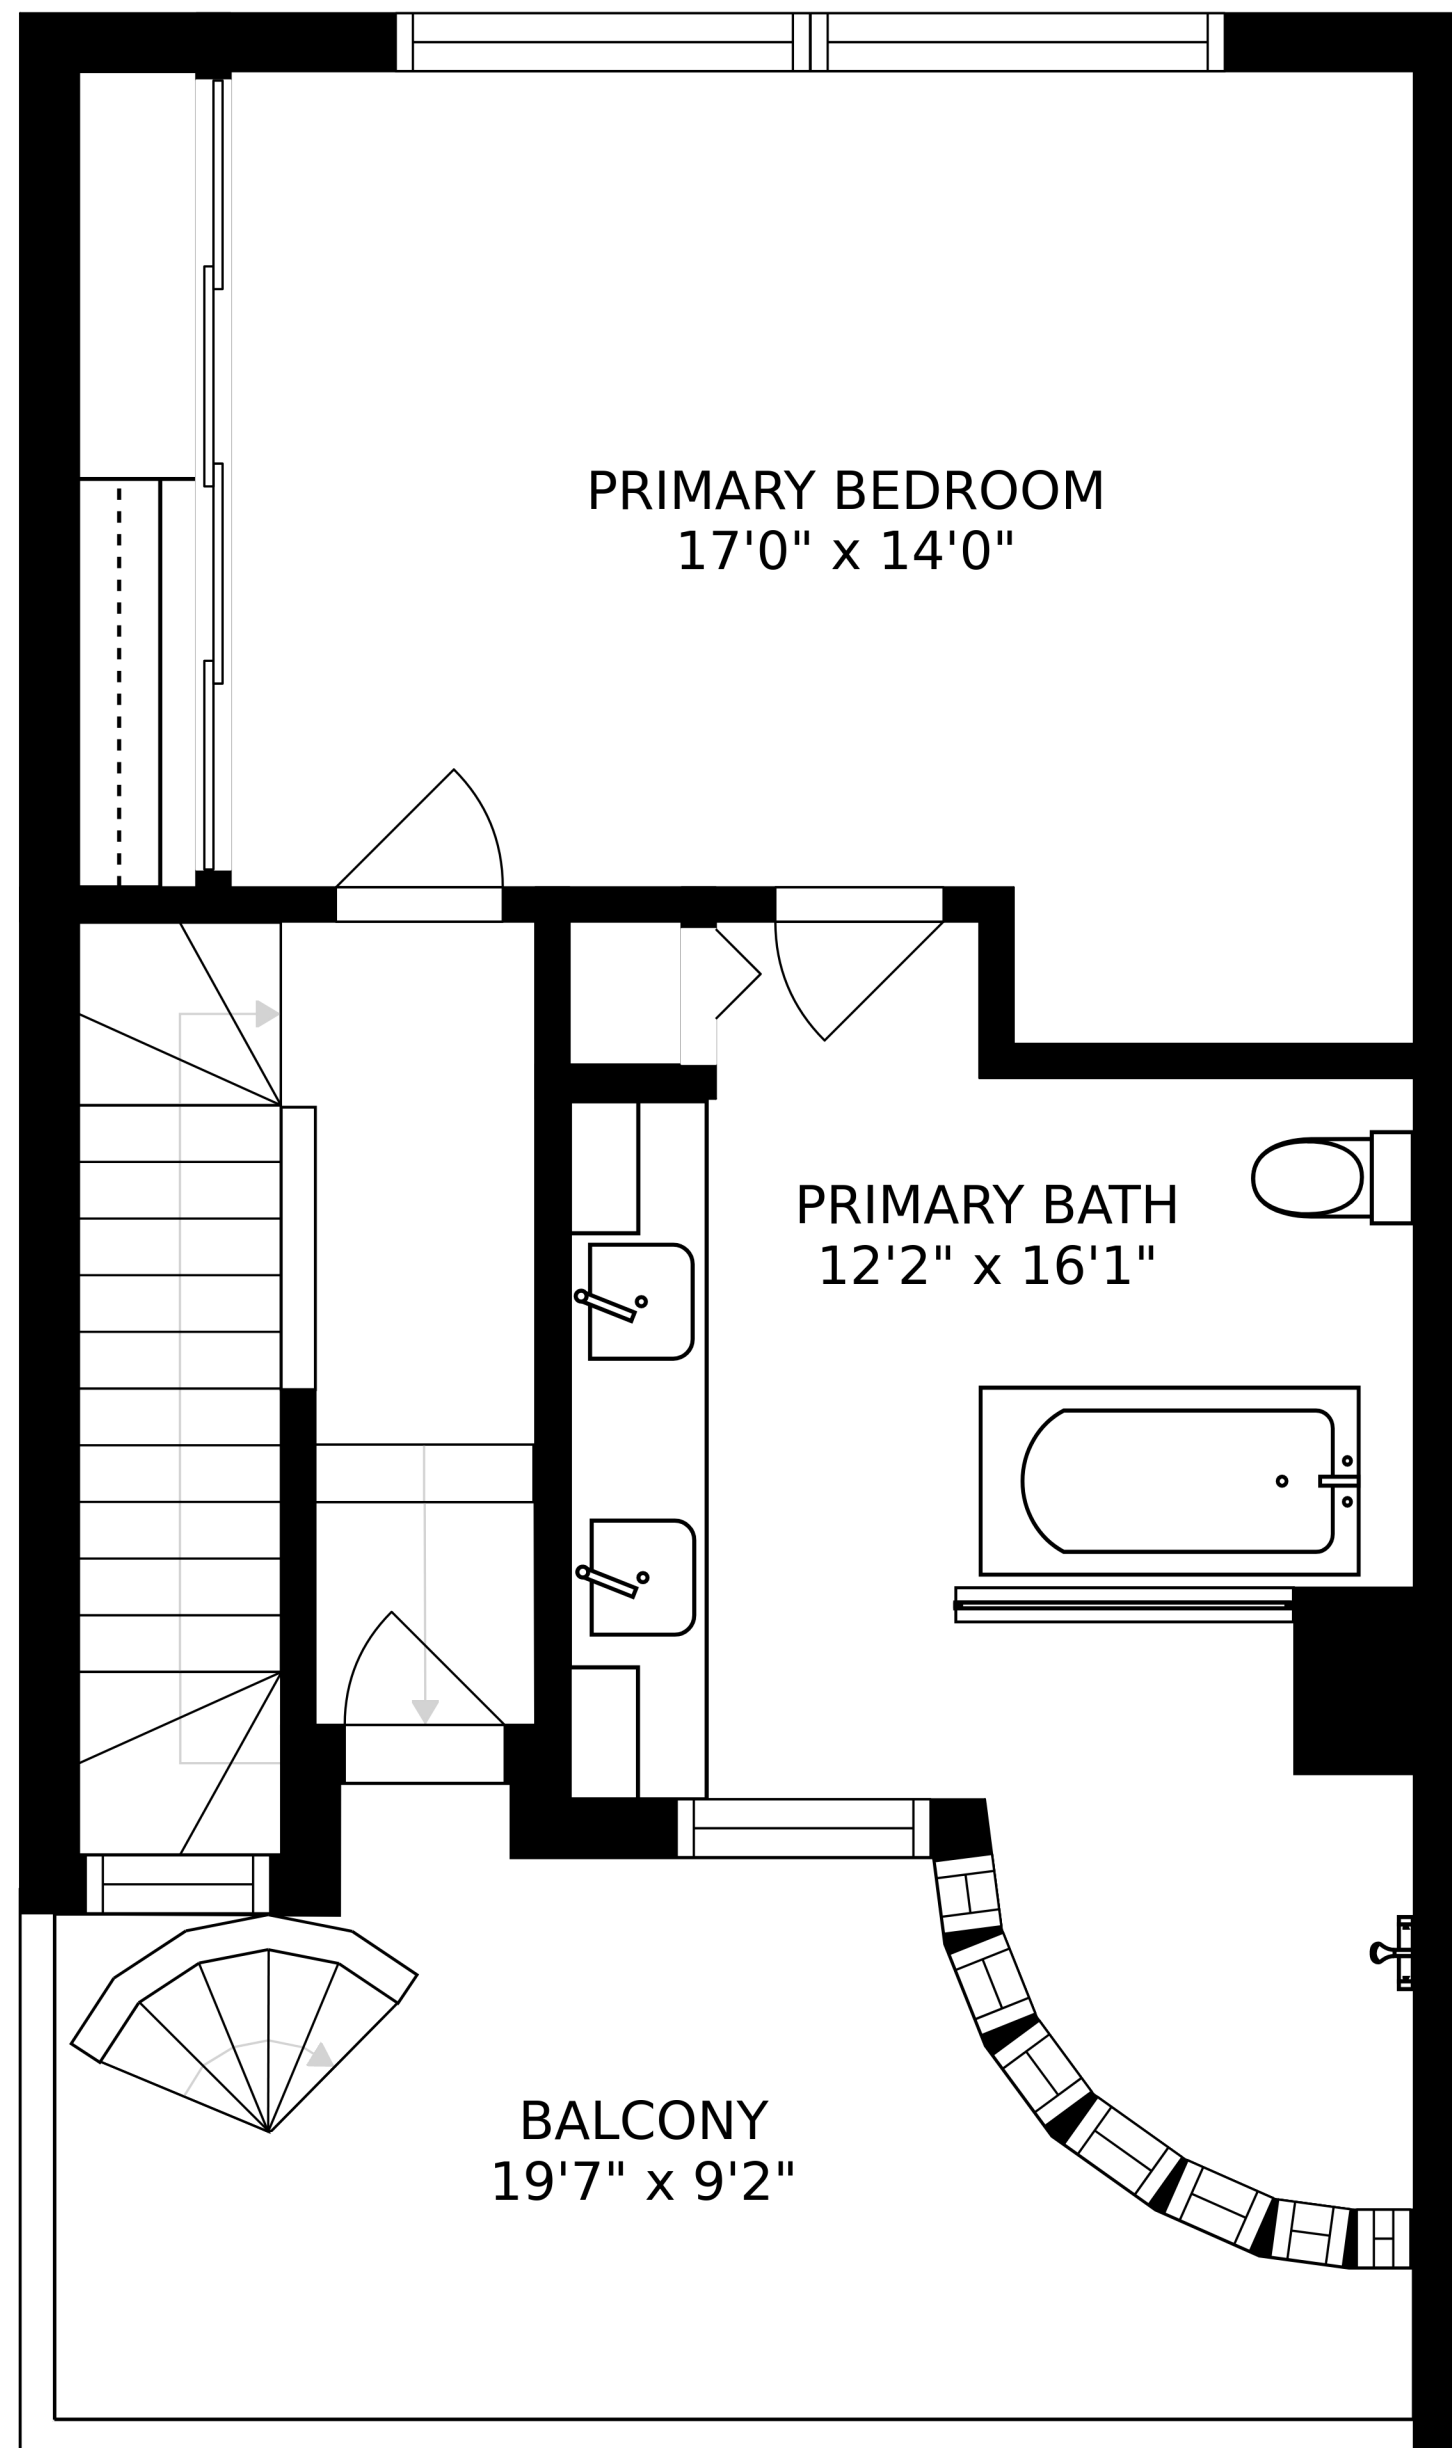 PRIMARY BEDROOM
17'0" x 14'0"
PRIMARY BATH
12'2" x 16'1"
BALCONY
19'7" x 9'2"